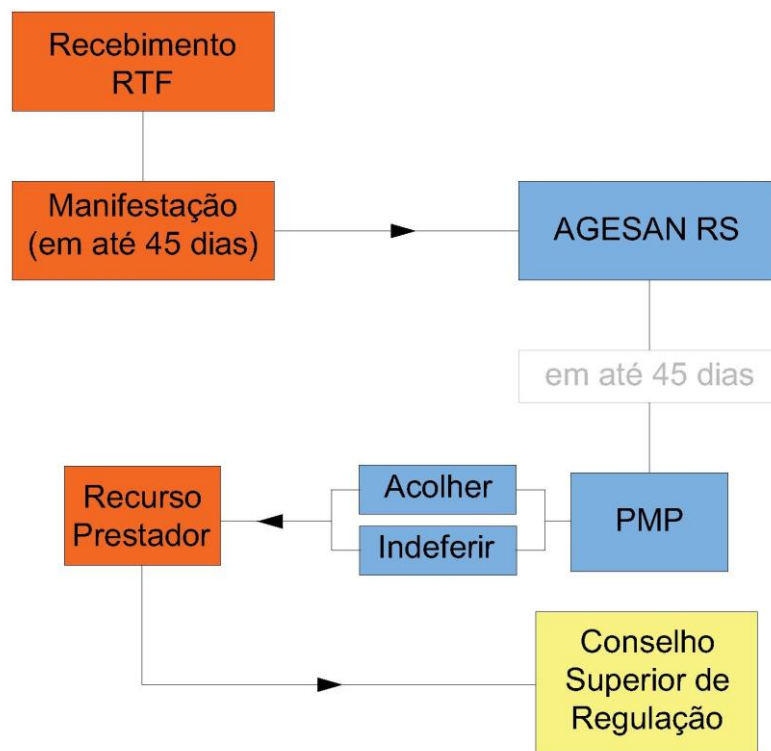 Recebimento
RTF
Manifestação
(em até 45 dias)
AGESAN RS
em até 45 dias
Recurso
Prestador
Acolher
Indeferir
PMP
Conselho
Superior de
Regulação